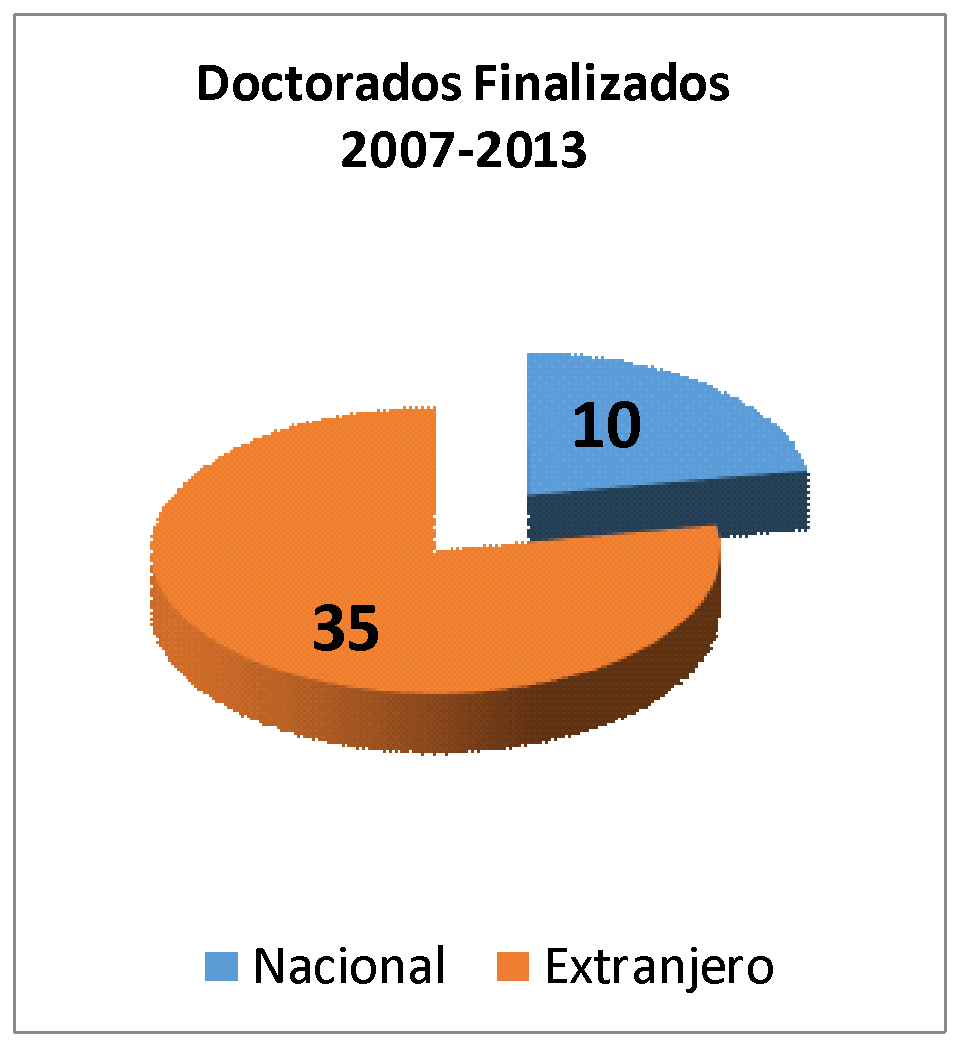 Doctorados Finalizados
2007-2013
10
35
Nacional Extranjero